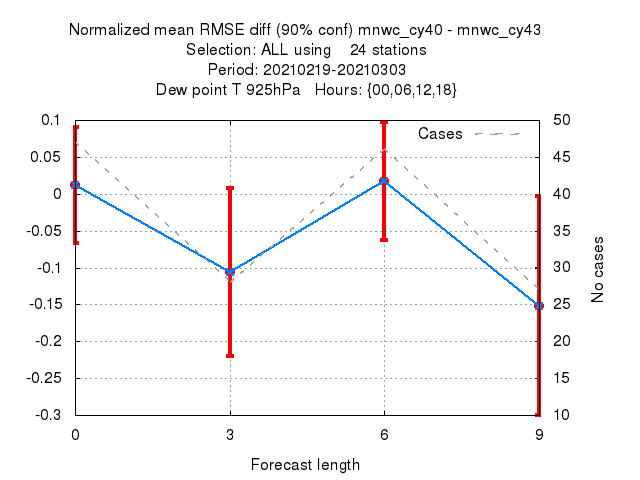 Normalized mean RMSE diff (90% conf) mnwc_cy40 - mnwc_cy43
Selection: ALL using    24 stations
Period: 20210219-20210303
Dew point T 925hPa   Hours: {00,06,12,18}
Cases
0.1
0.05
0
-0.05
-0.1
-0.15
-0.2
-0.25
-0.3
50
45
40
35
30
25
20
15
10
No cases
0 3 6 9
Forecast length